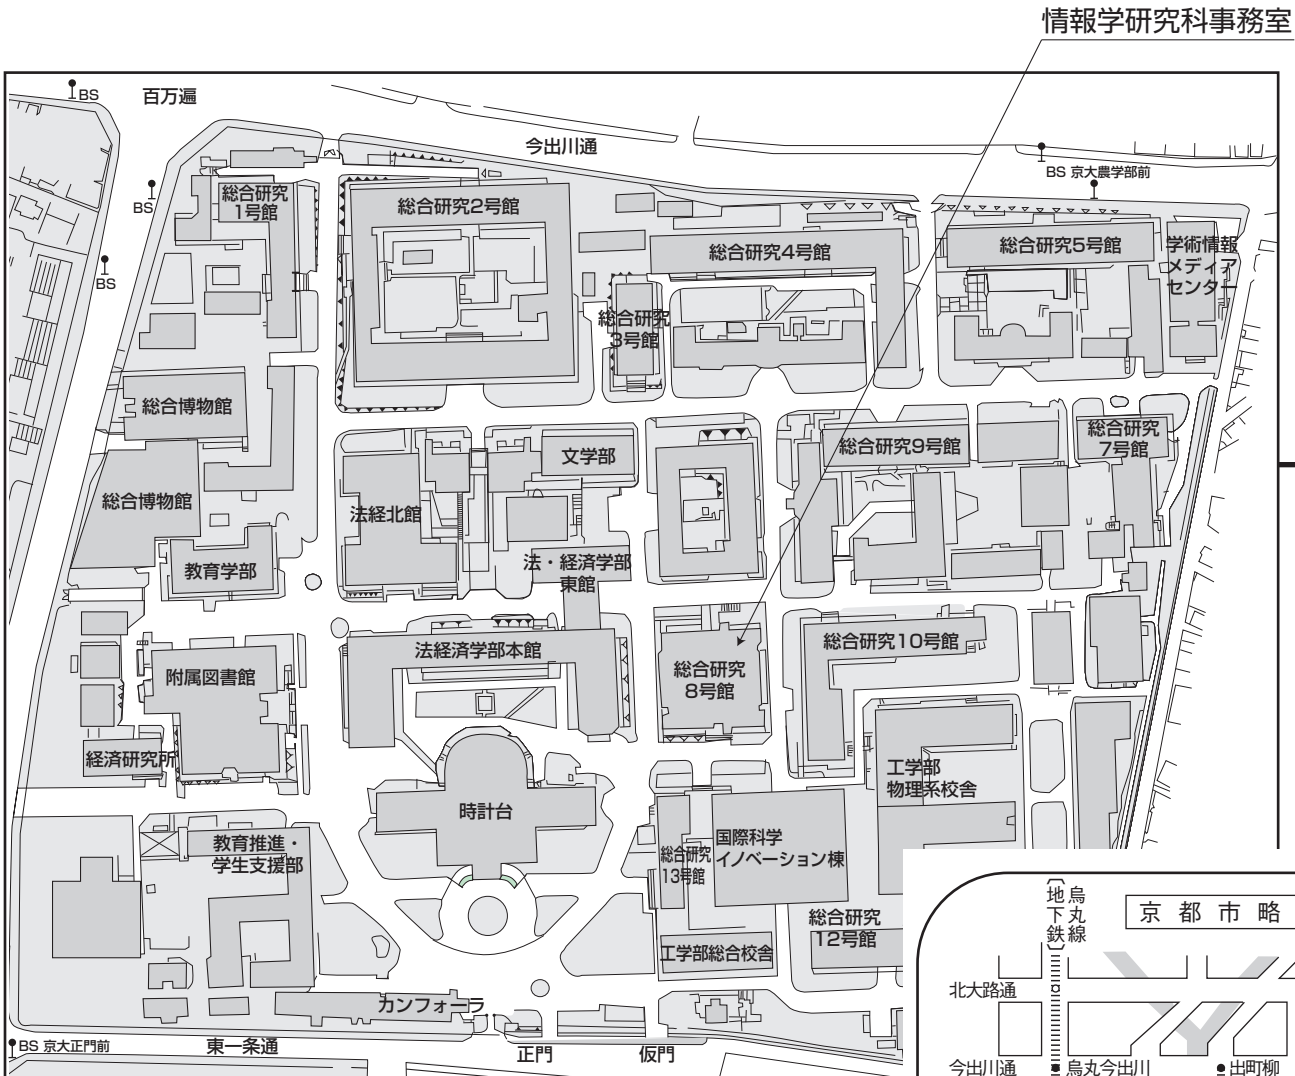 情報学研究科事務室
BS
百万遍
今出川通
BS 京大農学部前
BS
BS
総合研究
1号館
総合研究2号館
総合研究4号館
総合研究5号館
学術情報
メディア
センター
総合研究
3号館
総合博物館
文学部
総合研究9号館
総合研究
7号館
総合博物館
法経北館
教育学部
法・経済学部
東館
附属図書館
法経済学部本館
総合研究
8号館
総合研究10号館
経済研究所
時計台
工学部
物理系校舎
教育推進・
学生支援部
総合研究
13号館
国際科学
イノベーション棟
総合研究
12号館
工学部総合校舎
カンフォーラ
BS 京大正門前
東一条通
正門
仮門
地下鉄
烏丸線
京都市略
北大路通
今出川通
烏丸今出川
出町柳